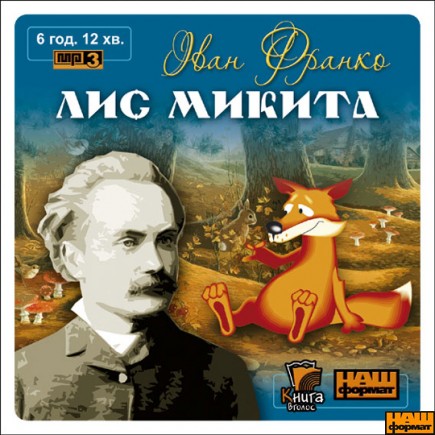 6 год. 12 хв.
mp3
Іван Франко
ЛИС МИКИТА
Книга
Вголос
НАШ
формат
НАШ
формат